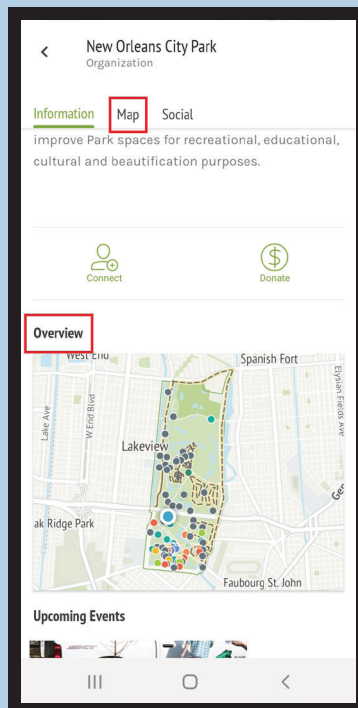 New Orleans City Park
Organization
Information Map Social
improve Park spaces for recreational, educational,
cultural and beautification purposes.
Connect Donate
Overview
West End
Spanish Fort
Elysian Fields Ave
Lake Ave
W End Blvd
Lakeview
ak Ridge Park
Faubourg St. John
Upcoming Events